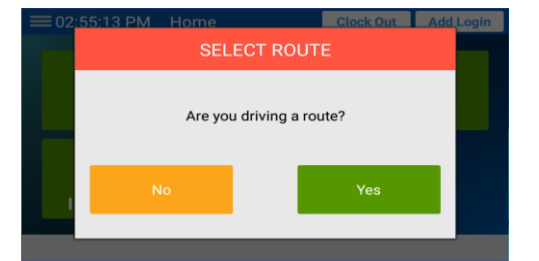 02:55:13 PM Home Clock Out Add Login
SELECT ROUTE
Are you driving a route?
No Yes